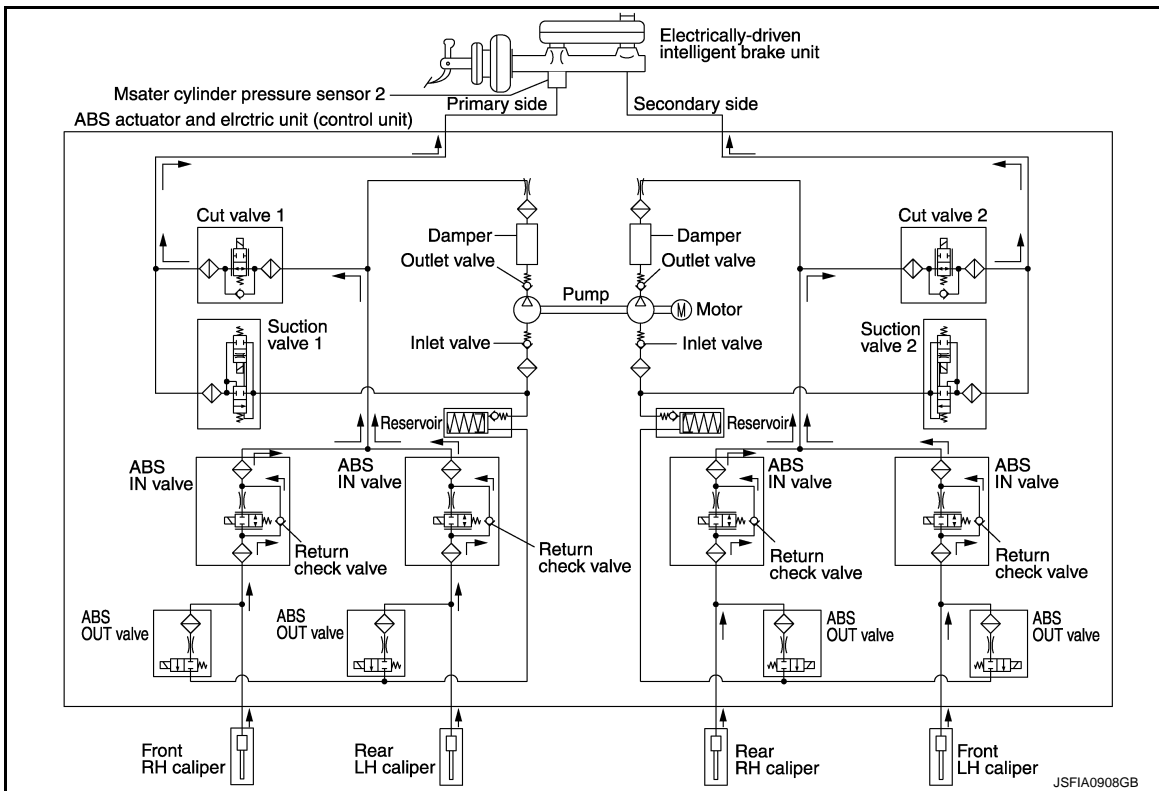 Electrically-driven
intelligent brake unit
Msater cylinder pressure sensor 2
Primary side
Secondary side
ABS actuator and elrctric unit (control unit)
Cut valve 1
Cut valve 2
Damper
Damper
Outlet valve
Outlet valve
Pump
M
Motor
Suction
valve 1
Inlet valve
Inlet valve
Suction
valve 2
Reservoir
Reservoir
ABS
IN valve
ABS
IN valve
ABS
IN valve
ABS
IN valve
Return
check valve
Return
check valve
Return
check valve
Return
check valve
ABS
OUT valve
ABS
OUT valve
ABS
OUT valve
ABS
OUT valve
Front
RH caliper
Rear
LH caliper
Rear
RH caliper
Front
LH caliper
JSFIA0908GB